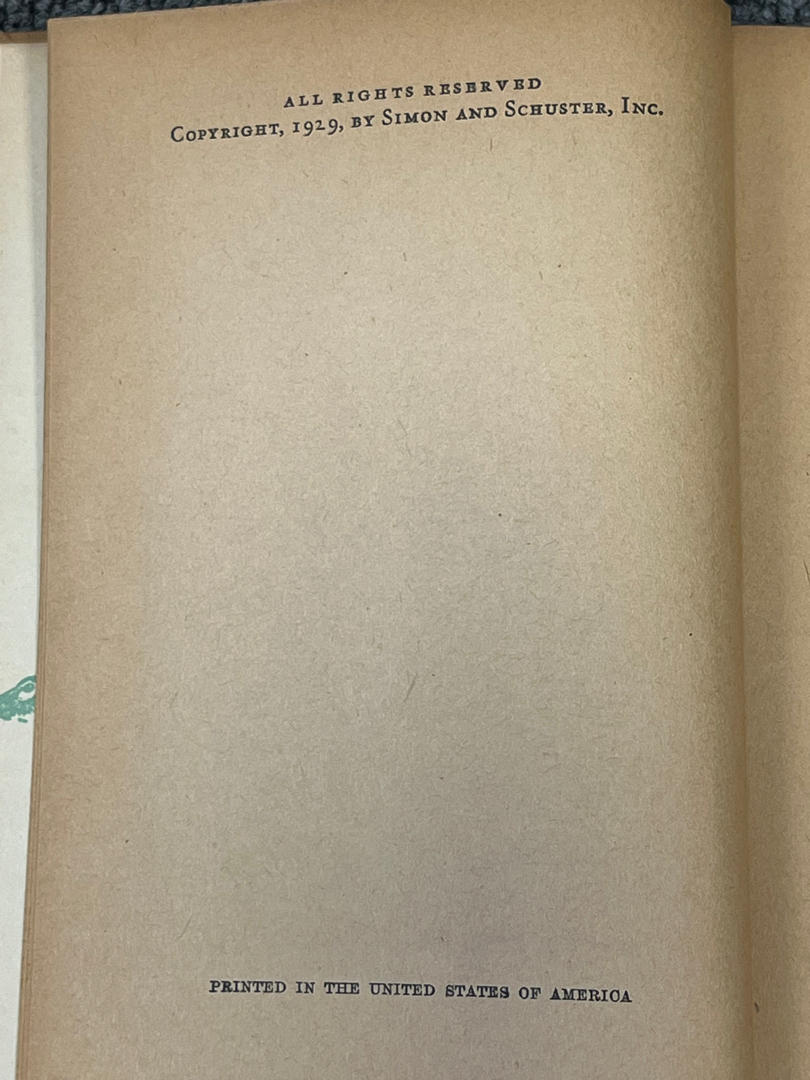 ALL RIGHTS RESERVED
COPYRIGHT, 1929, BY SIMON AND SCHUSTER, INC.
PRINTED IN THE UNITED STATES OF AMERICA